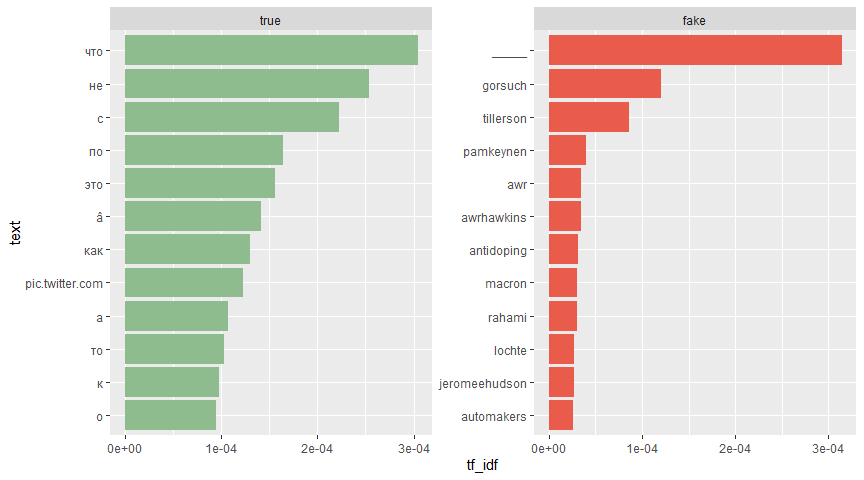 true
fake
text
что
не
с
по
это
â
как
pic.twitter.com
а
то
к
о
0e+00
1e-04
2e-04
3e-04
_____
gorsuch
tillerson
pamkeynen
awr
awrhawkins
antidoping
macron
rahami
lochte
jeromeehudson
automakers
0e+00
1e-04
2e-04
3e-04
tf_idf